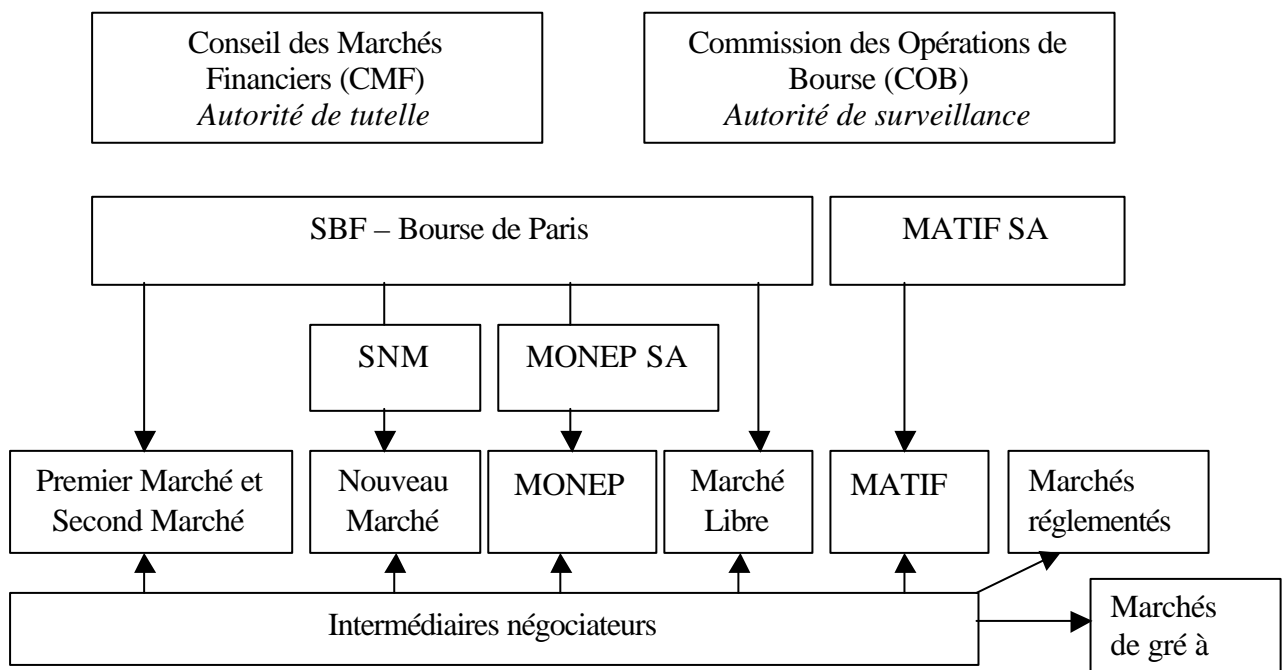 Conseil des Marchés
Financiers (CMF)
Autorité de tutelle
Commission des Opérations de
Bourse (COB)
Autorité de surveillance
SBF – Bourse de Paris
MATIF SA
SNM
MONEP SA
Premier Marché et
Second Marché
Nouveau
Marché
MONEP
Marché
Libre
MATIF
Marchés
réglementés
Intermédiaires négociateurs
Marchés
de gré à